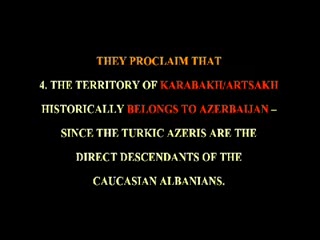 THEY PROCLAIM THAT
4. THE TERRITORY OF KARABAKH/ARTSAKH
HISTORICALLY BELONGS TO AZERBAIJAN –
SINCE THE TURKIC AZERIS ARE THE
DIRECT DESCENDANTS OF THE
CAUCASIAN ALBANIANS.